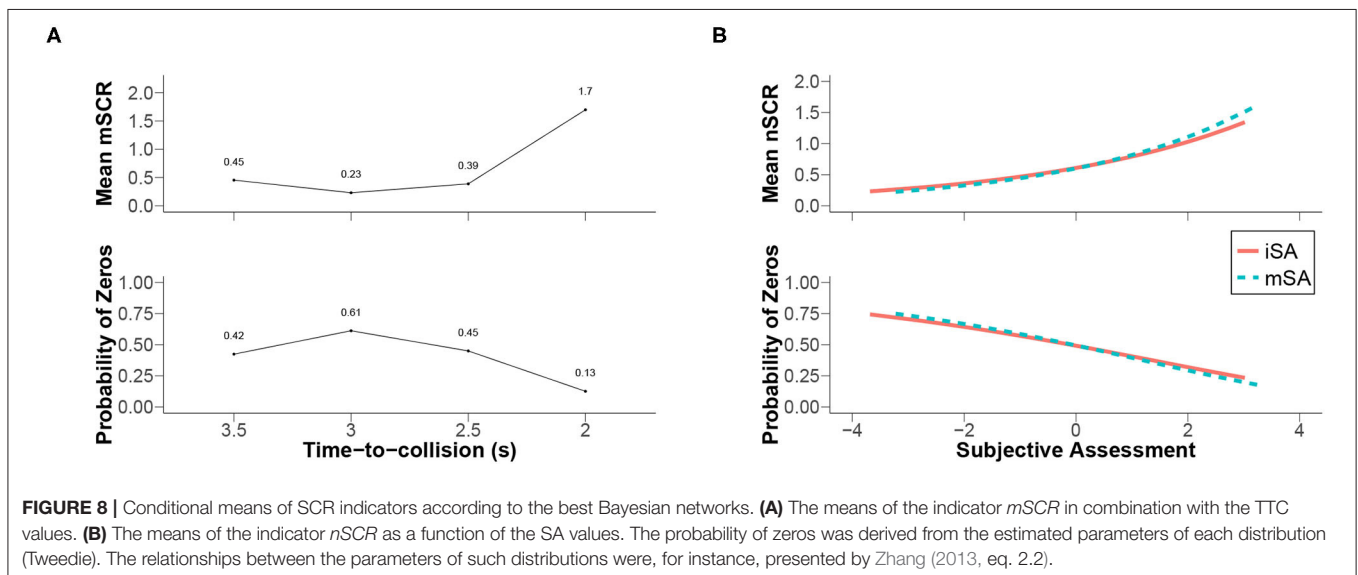 A
Mean mSCR
2.0
1.5
1.0
0.5
0.0
0.45
0.23
0.39
1.7
Probability of Zeros
1.00
0.75
0.50
0.25
0.00
0.42
0.61
0.45
0.13
3.5 3 2.5 2
Time−to−collision (s)
B
Mean nSCR
2.0
1.5
1.0
0.5
0.0
iSA
mSA
Probability of Zeros
1.00
0.75
0.50
0.25
0.00
−4 −2 0 2 4
Subjective Assessment
FIGURE 8 | Conditional means of SCR indicators according to the best Bayesian networks. (A) The means of the indicator mSCR in combination with the TTC
values. (B) The means of the indicator nSCR as a function of the SA values. The probability of zeros was derived from the estimated parameters of each distribution
(Tweedie). The relationships between the parameters of such distributions were, for instance, presented by Zhang (2013, eq. 2.2).